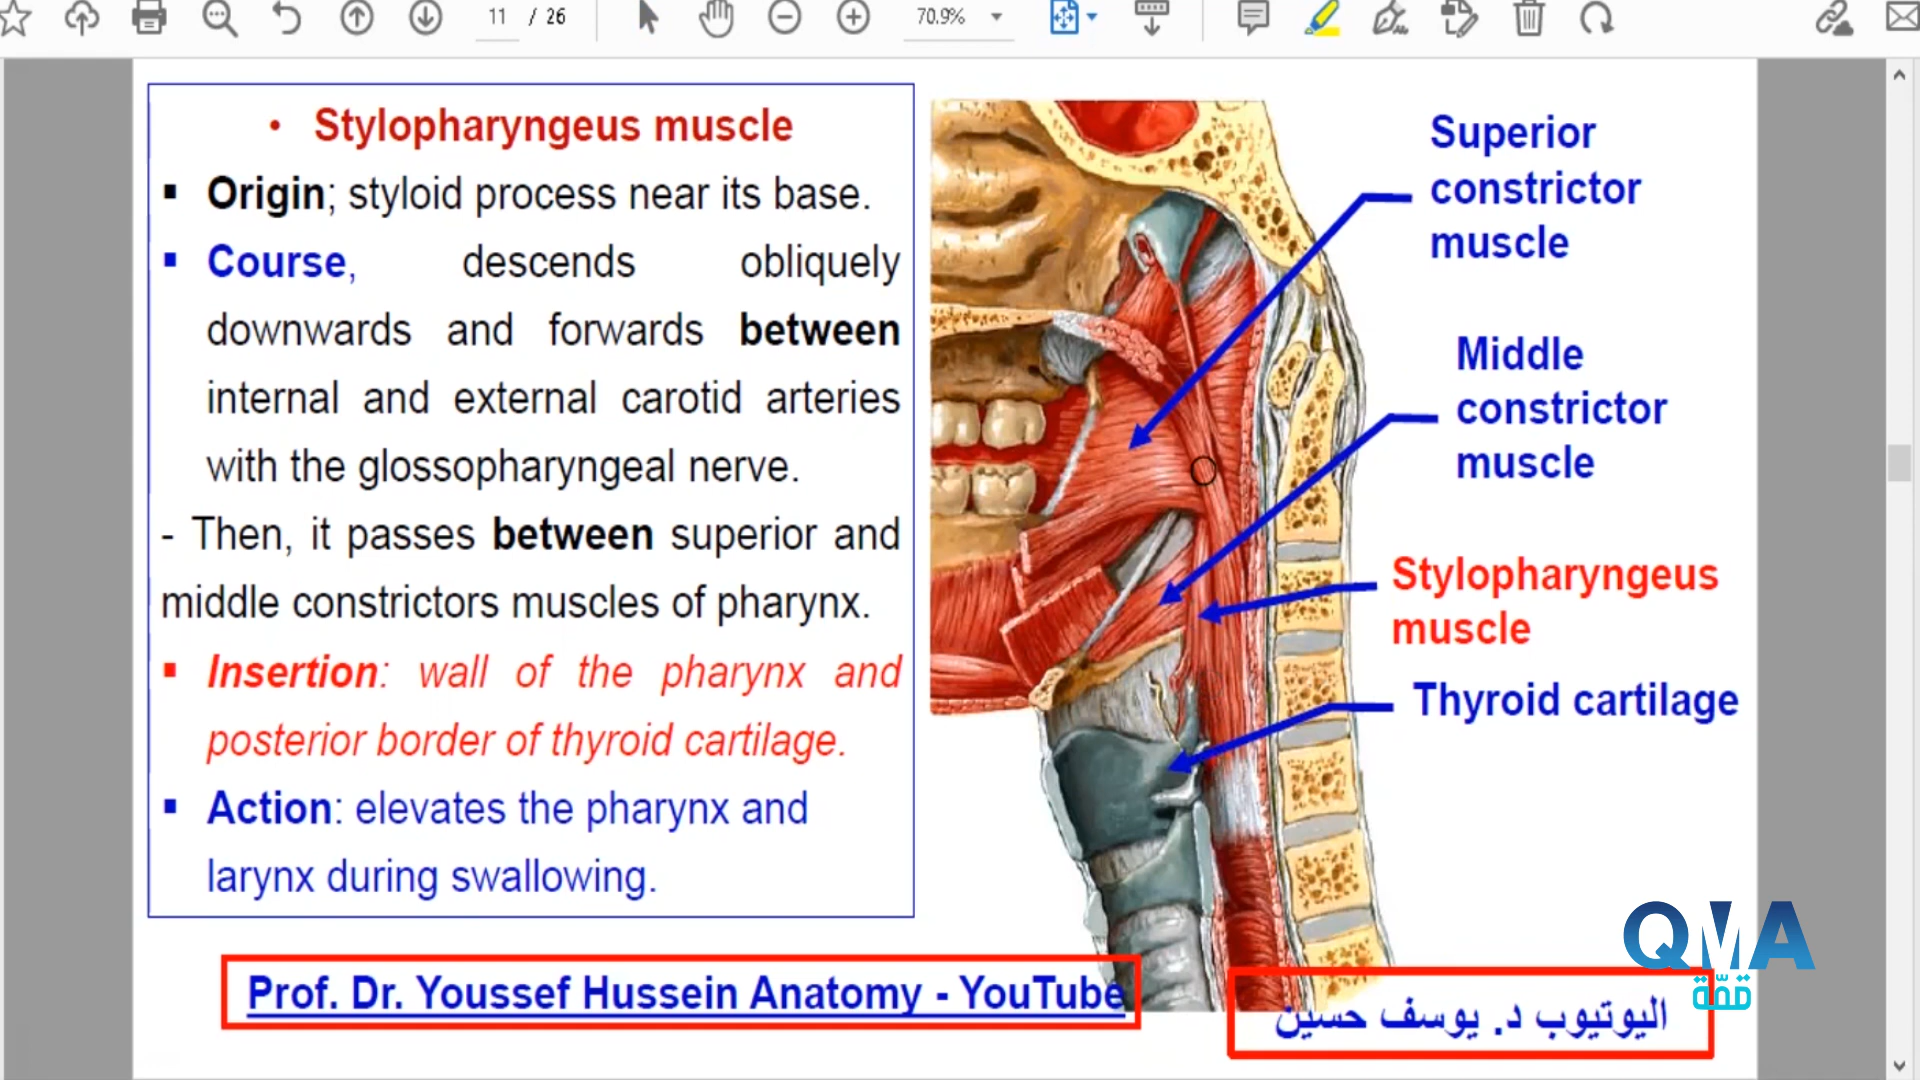 11 / 26
70.9%
• Stylopharyngeus muscle
▪ Origin; styloid process near its base.
▪ Course, descends obliquely
downwards and forwards between
internal and external carotid arteries
with the glossopharyngeal nerve.
- Then, it passes between superior and
middle constrictors muscles of pharynx.
▪ Insertion: wall of the pharynx and
posterior border of thyroid cartilage.
▪ Action: elevates the pharynx and
larynx during swallowing.
Superior
constrictor
muscle
Middle
constrictor
muscle
Stylopharyngeus
muscle
Thyroid cartilage
Prof. Dr. Youssef Hussein Anatomy - YouTube
اليوتيوب د. يوسف حسين
QMA
قمّة